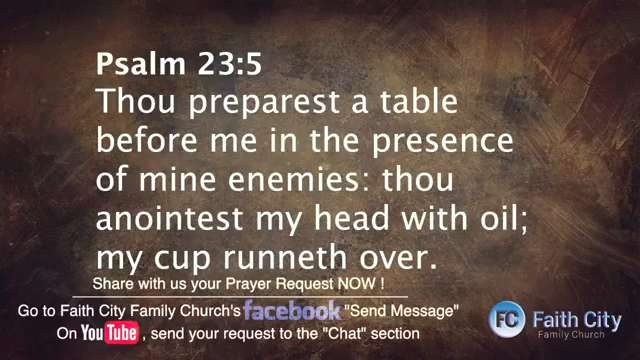 Psalm 23:5
Thou preparest a table
before me in the presence
of mine enemies: thou
anointest my head with oil;
my cup runneth over.
Share with us your Prayer Request NOW !
Go to Faith City Family Church's facebook "Send Message"
On YouTube , send your request to the "Chat" section
FC Faith City
Family Church